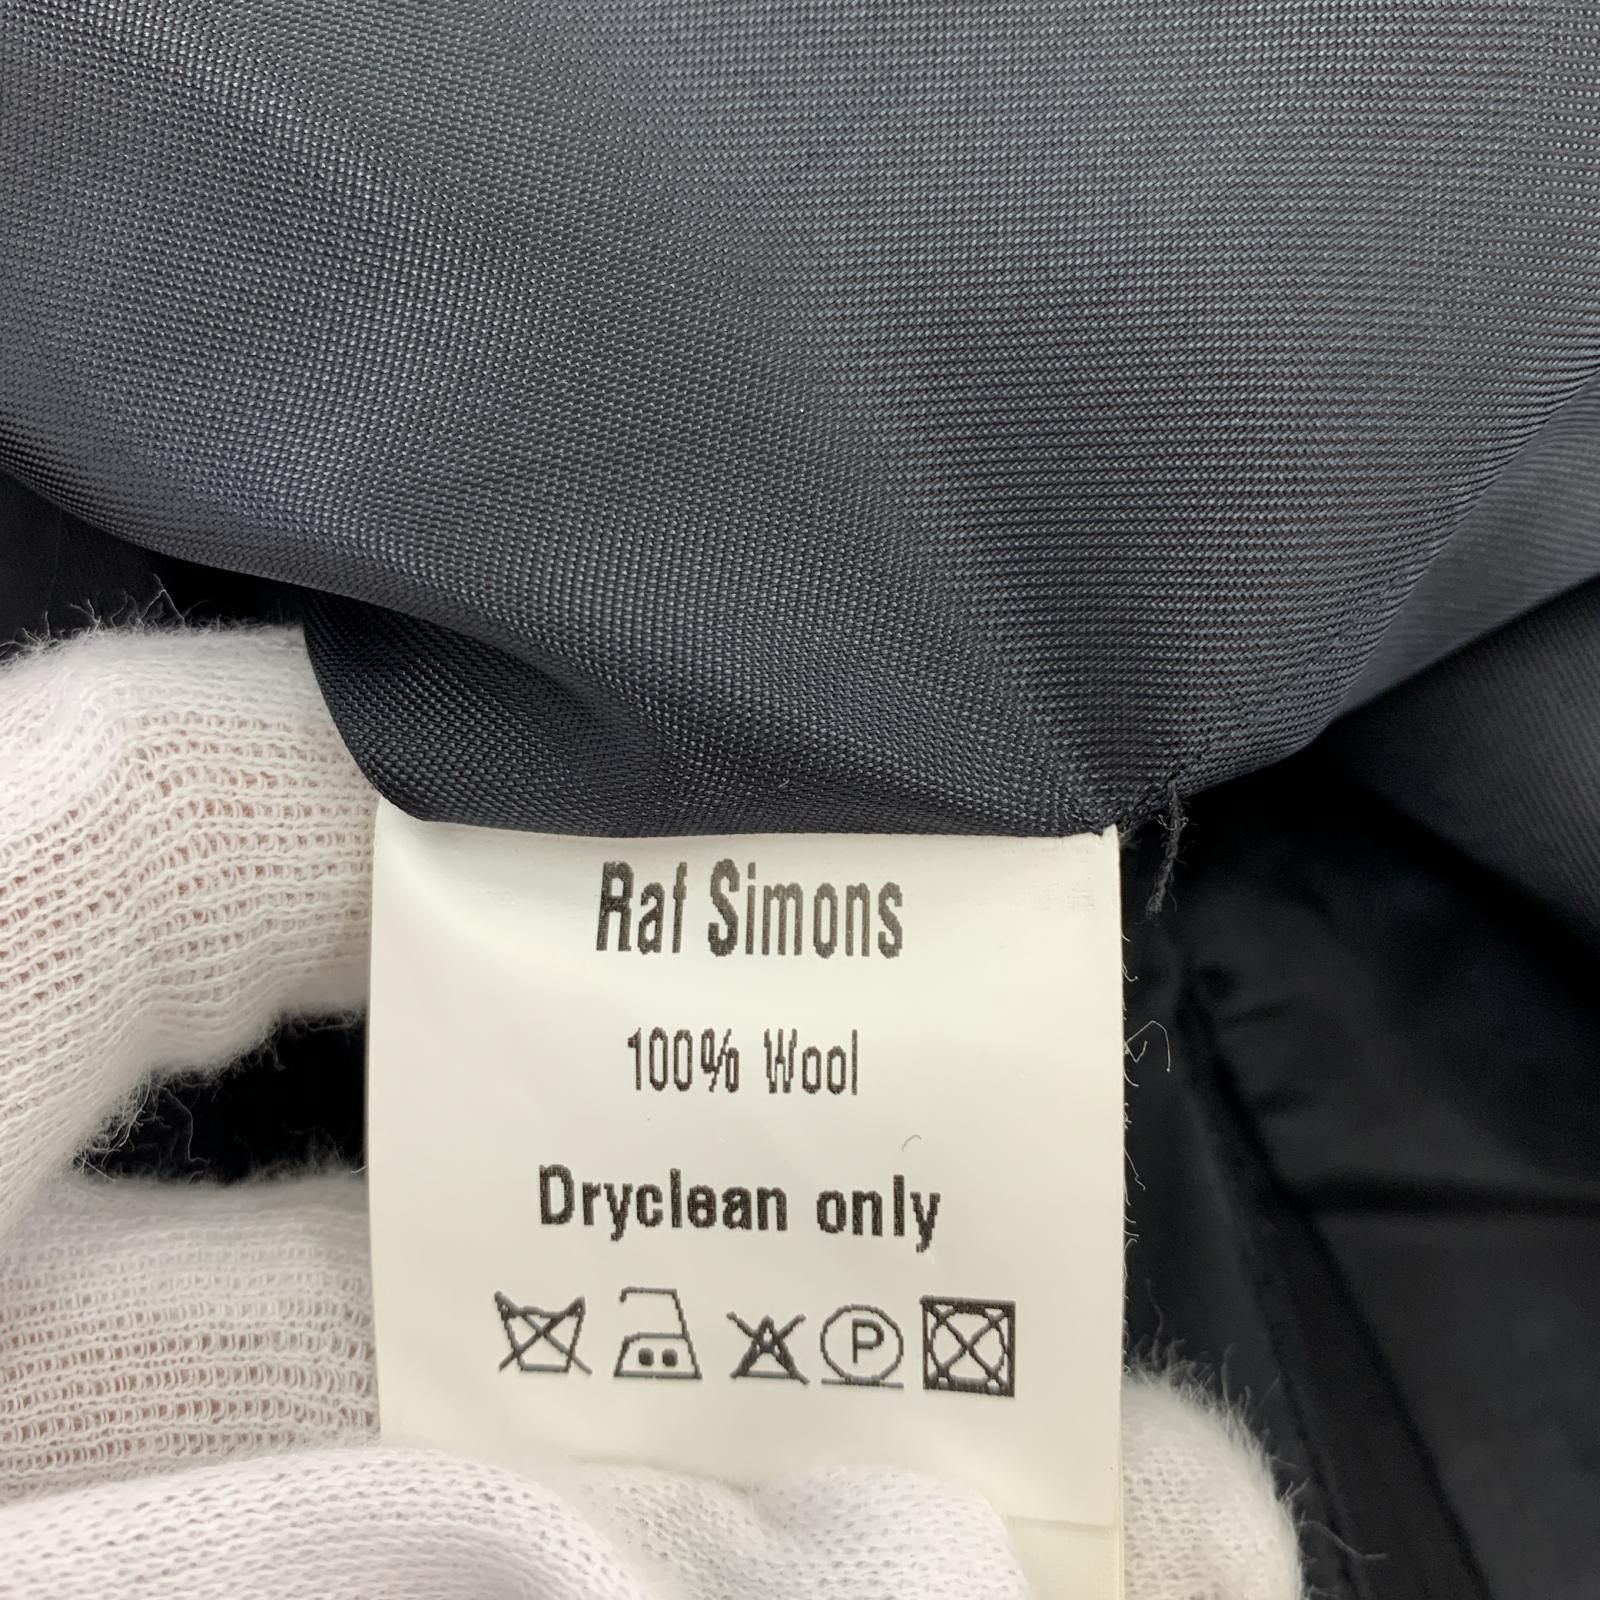 Raf Simons
100% Wool
Dryclean only
P